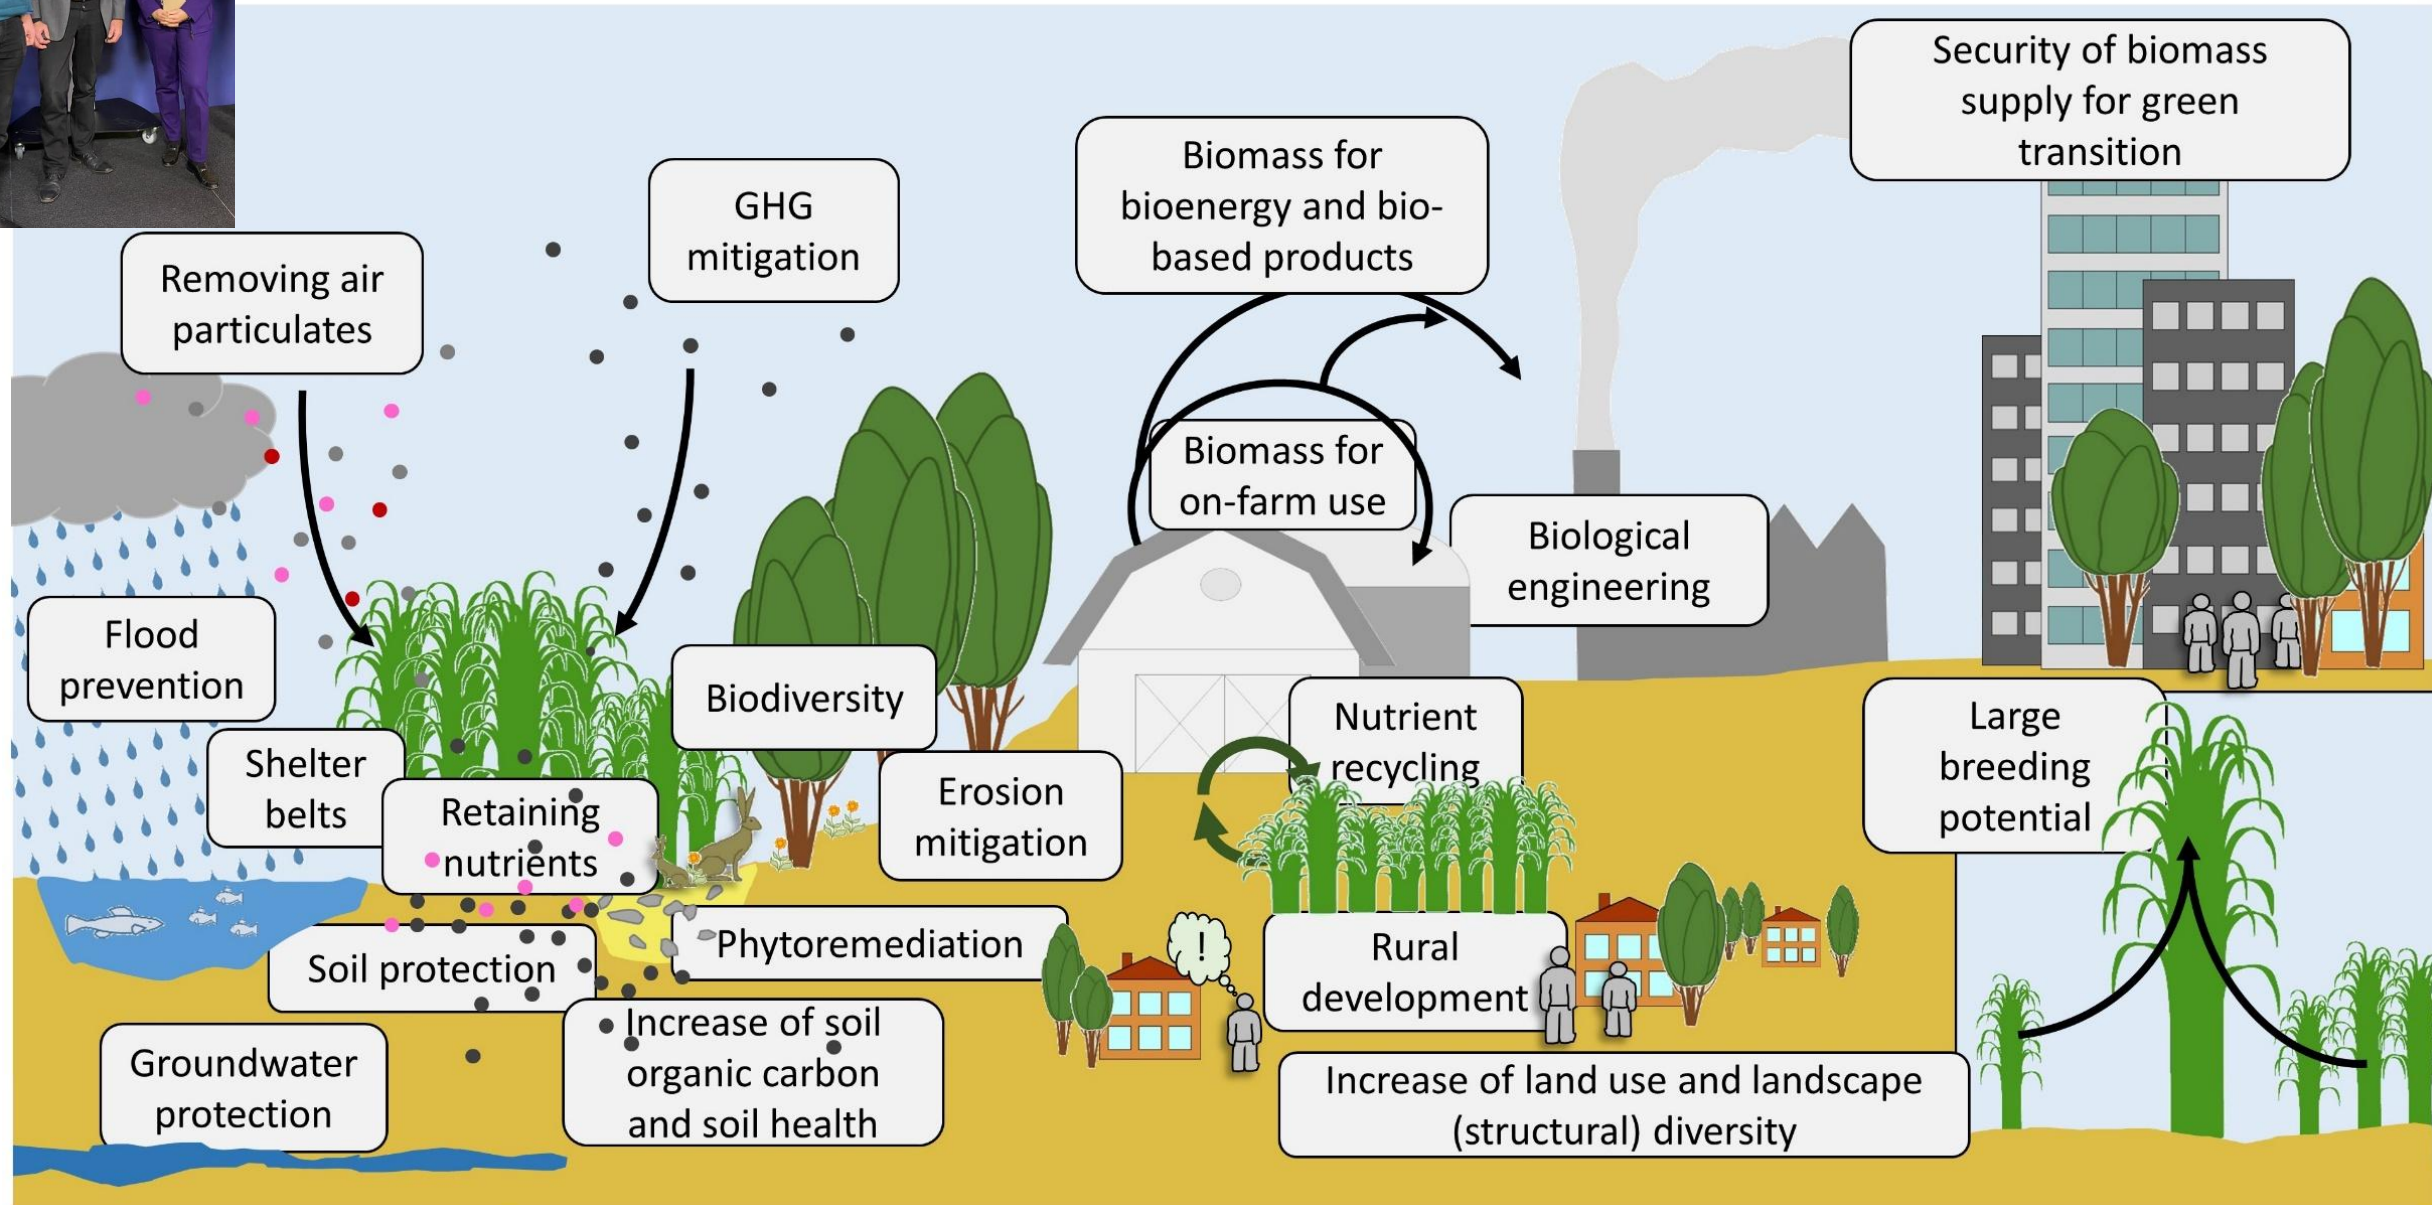 Security of biomass
supply for green
transition
Biomass for
bioenergy and bio-
based products
GHG
mitigation
Removing air
particulates
Biomass for
on-farm use
Biological
engineering
Flood
prevention
Biodiversity
Shelter
belts
Retaining
nutrients
Erosion
mitigation
Nutrient
recycling
Large
breeding
potential
Soil protection
Phytoremediation
!
Rural
development
Groundwater
protection
Increase of soil
organic carbon
and soil health
Increase of land use and landscape
(structural) diversity